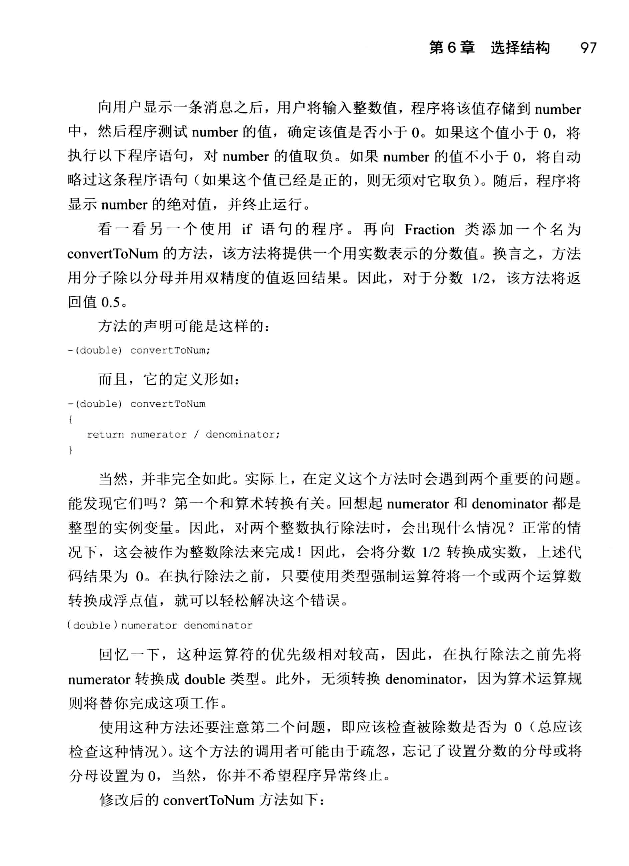 第 6 章 选择结构 97
向用户显示一条消息之后，用户将输入整数值，程序将该值存储到 number
中，然后程序测试 number 的值，确定该值是否小于 0。如果这个值小于 0，将
执行以下程序语句，对 number 的值取负。如果 number 的值不小于 0，将自动
略过这条程序语句（如果这个值已经是正的，则无须对它取负）。随后，程序将
显示 number 的绝对值，并终止运行。
看一看另一个使用 if 语句的程序。再向 Fraction 类添加一个名为
convertToNum 的方法，该方法将提供一个用实数表示的分数值。换言之，方法
用分子除以分母并用双精度的值返回结果。因此，对于分数 1/2，该方法将返
回值 0.5。
方法的声明可能是这样的：
-(double) convertToNum;
而且，它的定义形如：
-(double) convertToNum
{
return numerator / denominator;
}
当然，并非完全如此。实际上，在定义这个方法时会遇到两个重要的问题。
能发现它们吗？第一个和算术转换有关。回想起 numerator 和 denominator 都是
整型的实例变量。因此，对两个整数执行除法时，会出现什么情况？正常的情
况下，这会被作为整数除法来完成！因此，会将分数 1/2 转换成实数，上述代
码结果为 0。在执行除法之前，只要使用类型强制运算符将一个或两个运算数
转换成浮点值，就可以轻松解决这个错误。
(double)numerator denominator
回忆一下，这种运算符的优先级相对较高，因此，在执行除法之前先将
numerator 转换成 double 类型。此外，无须转换 denominator，因为算术运算规
则将替你完成这项工作。
使用这种方法还要注意第二个问题，即应该检查被除数是否为 0（总应该
检查这种情况）。这个方法的调用者可能由于疏忽，忘记了设置分数的分母或将
分母设置为 0，当然，你并不希望程序异常终止。
修改后的 convertToNum 方法如下：